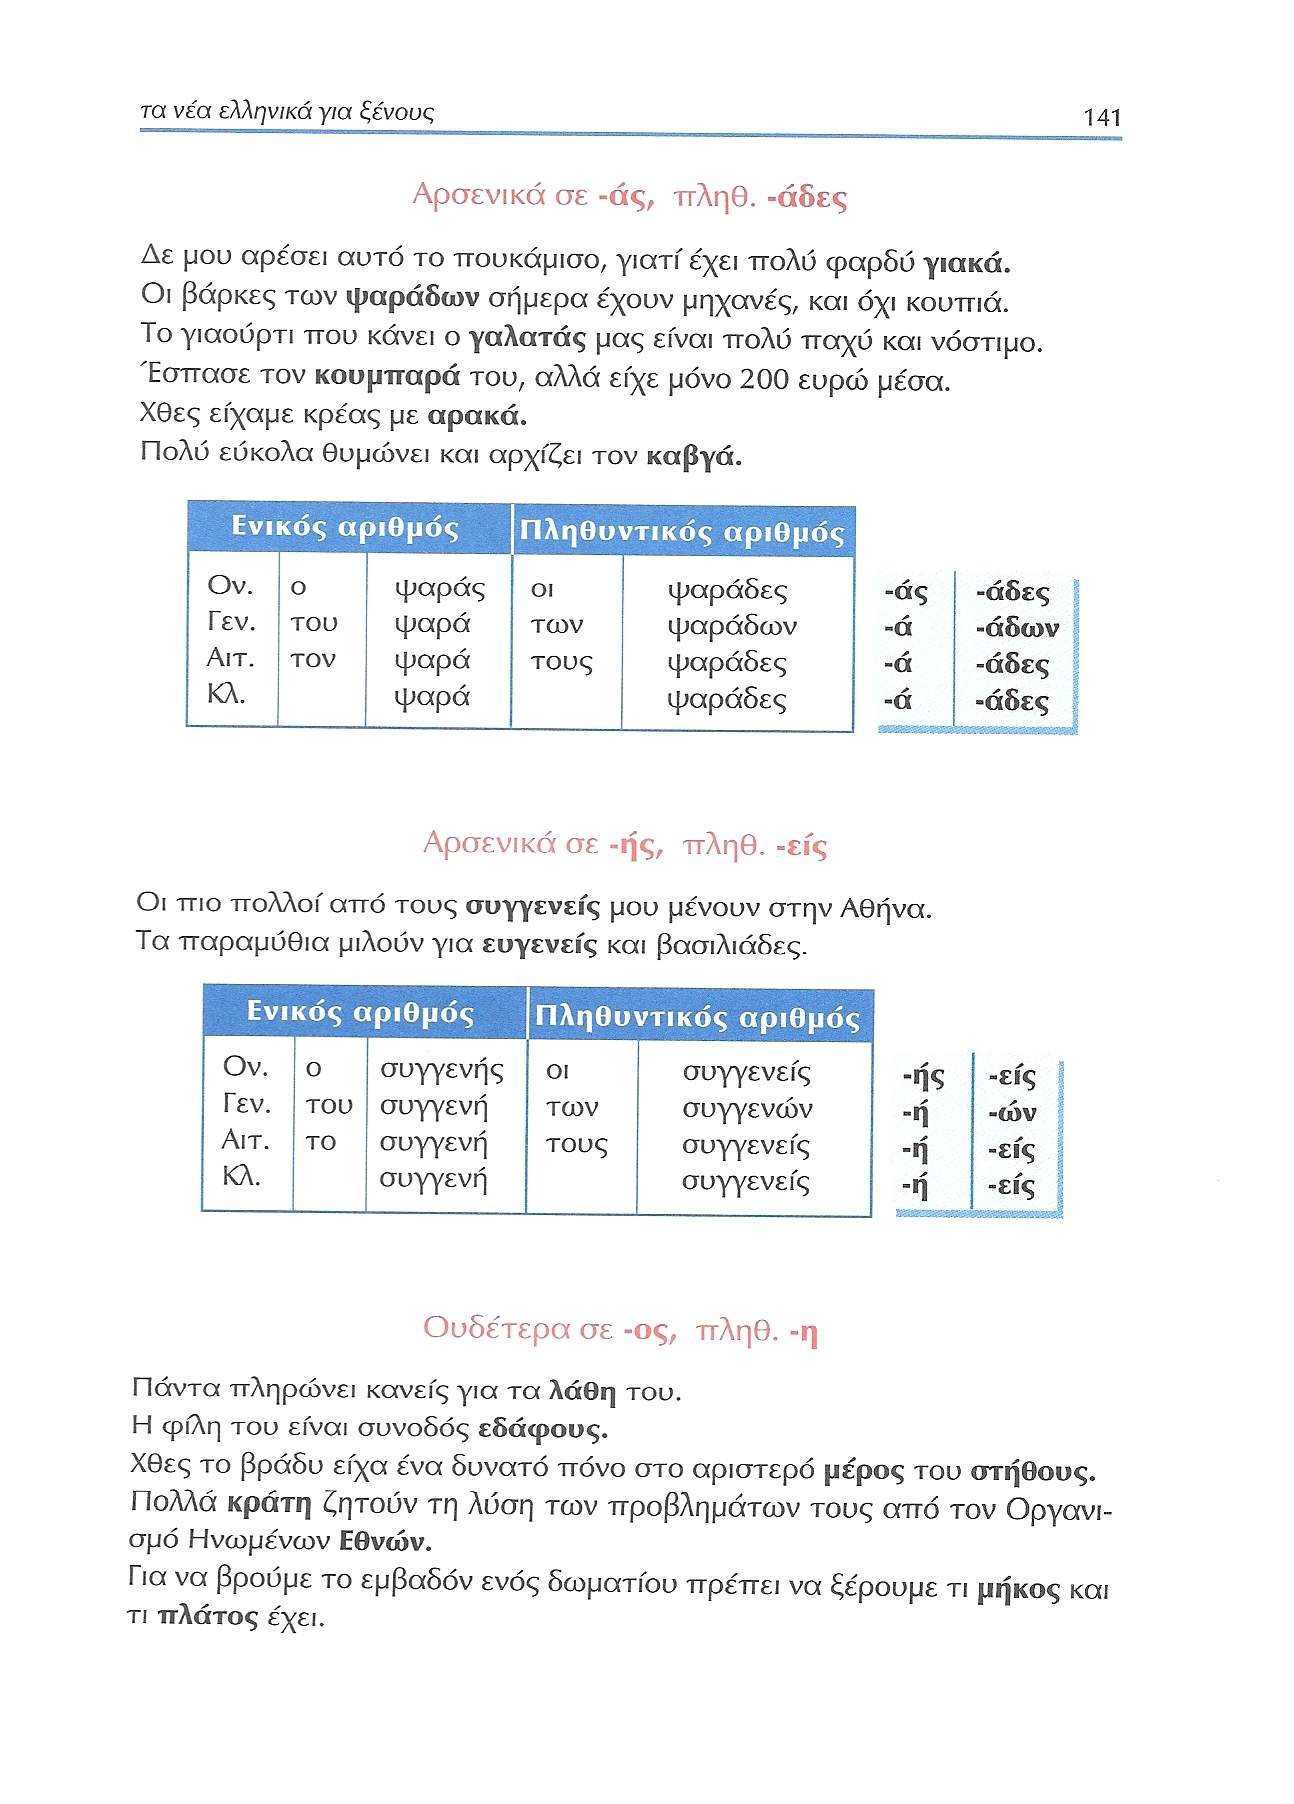 τα νέα ελληνικά για ξένους 141
Αρσενικά σε -άς, πληθ. -άδες
Δε μου αρέσει αυτό το πουκάμισο, γιατί έχει πολύ φαρδύ γιακά.
Οι βάρκες των ψαράδων σήμερα έχουν μηχανές, και όχι κουπιά.
Το γιαούρτι που κάνει ο γαλατάς μας είναι πολύ παχύ και νόστιμο.
Έσπασε τον κουμπαρά του, αλλά είχε μόνο 200 ευρώ μέσα.
Χθες είχαμε κρέας με αρακά.
Πολύ εύκολα θυμώνει και αρχίζει τον καβγά.
Ενικός αριθμός Πληθυντικός αριθμός
Ον. ο ψαράς οι ψαράδες -άς -άδες
Γεν. του ψαρά των ψαράδων -ά -άδων
Αιτ. τον ψαρά τους ψαράδες -ά -άδες
Κλ. ψαρά ψαράδες -ά -άδες
Αρσενικά σε -ής, πληθ. -είς
Οι πιο πολλοί από τους συγγενείς μου μένουν στην Αθήνα.
Τα παραμύθια μιλούν για ευγενείς και βασιλιάδες.
Ενικός αριθμός Πληθυντικός αριθμός
Ον. ο συγγενής οι συγγενείς -ής -είς
Γεν. του συγγενή των συγγενών -ή -ών
Αιτ. το συγγενή τους συγγενείς -ή -είς
Κλ. συγγενή συγγενείς -ή -είς
Ουδέτερα σε -ος, πληθ. -η
Πάντα πληρώνει κανείς για τα λάθη του.
Η φίλη του είναι συνοδός εδάφους.
Χθες το βράδυ είχα ένα δυνατό πόνο στο αριστερό μέρος του στήθους.
Πολλά κράτη ζητούν τη λύση των προβλημάτων τους από τον Οργανι-
σμό Ηνωμένων Εθνών.
Για να βρούμε το εμβαδόν ενός δωματίου πρέπει να ξέρουμε τι μήκος και
τι πλάτος έχει.